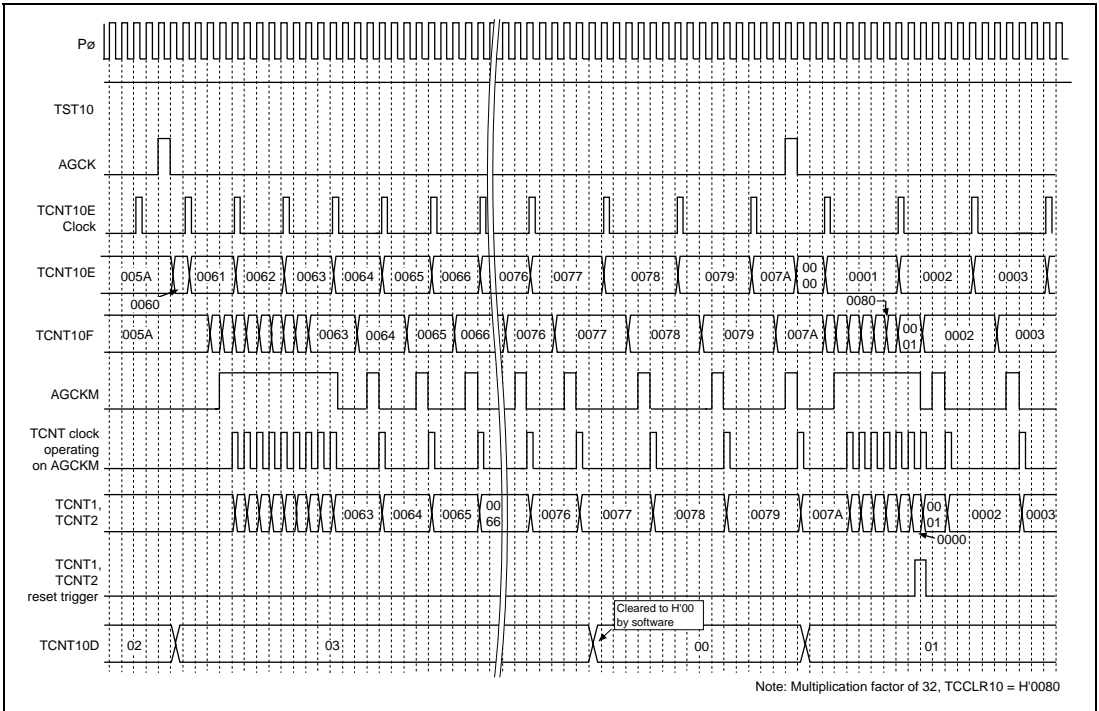 Pø
TST10
AGCK
TCNT10E
Clock
TCNT10E
005A 0061 0062 0063 0064 0065 0066 0076 0077 0078 0079 007A 00 0001 0002 0003
00
0060
0080
TCNT10F
005A 0063 0064 0065 0066 0076 0077 0078 0079 007A 00 0002 0003
01
AGCKM
TCNT clock
operating
on AGCKM
TCNT1,
TCNT2
0063 0064 0065 00 0076 0077 0078 0079 007A 00 0002 0003
66 01
0000
TCNT1,
TCNT2
reset trigger
Cleared to H'00
by software
TCNT10D
02 03 00 01
Note: Multiplication factor of 32, TCCLR10 = H'0080